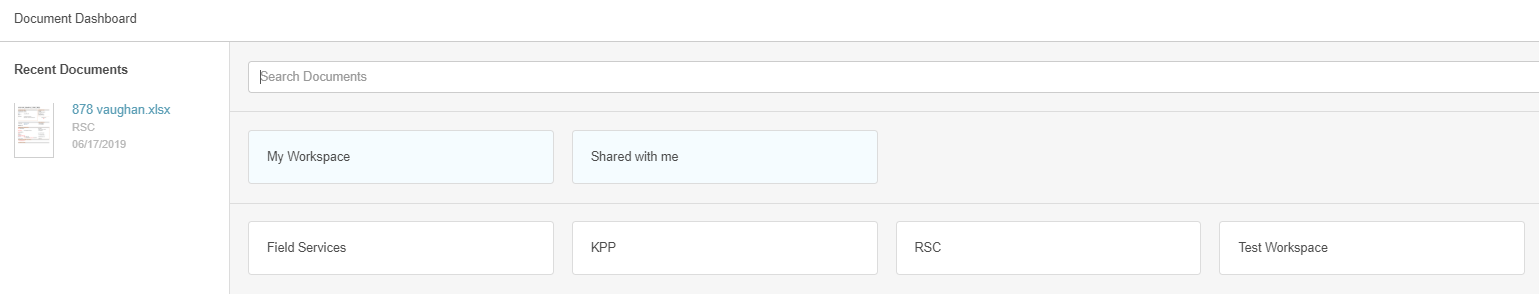 Document Dashboard
Recent Documents
878 vaughan.xlsx
RSC
06/17/2019
Search Documents
My Workspace
Shared with me
Field Services
KPP
RSC
Test Workspace